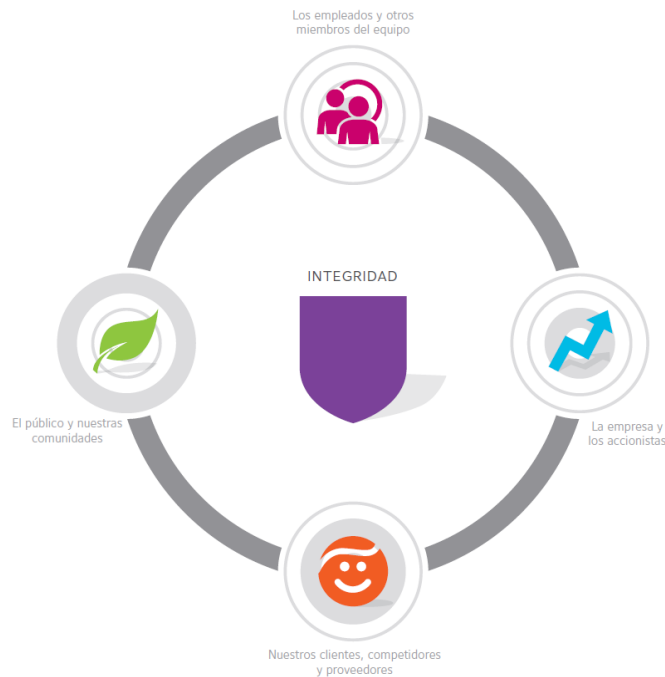 Los empleados y otros
miembros del equipo
INTEGRIDAD
El público y nuestras
comunidades
La empresa y
los accionistas
Nuestros clientes, competidores
y proveedores